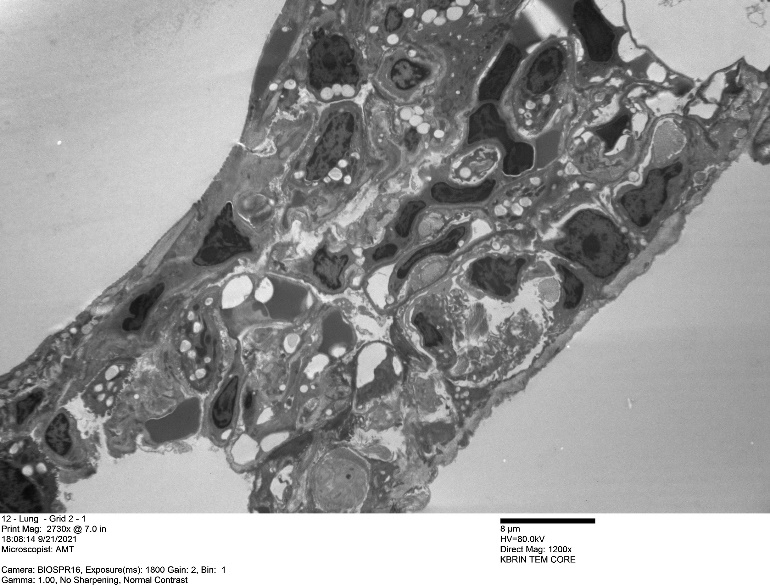 12 - Lung - Grid 2 - 1
Print Mag: 2730x @ 7.0 in
18:08:14 9/21/2021
Microscopist: AMT
Camera: BIOSPR16, Exposure(ms): 1800 Gain: 2, Bin: 1
Gamma: 1.00, No Sharpening, Normal Contrast
8 µm
HV=80.0kV
Direct Mag: 1200x
KBRIN TEM CORE